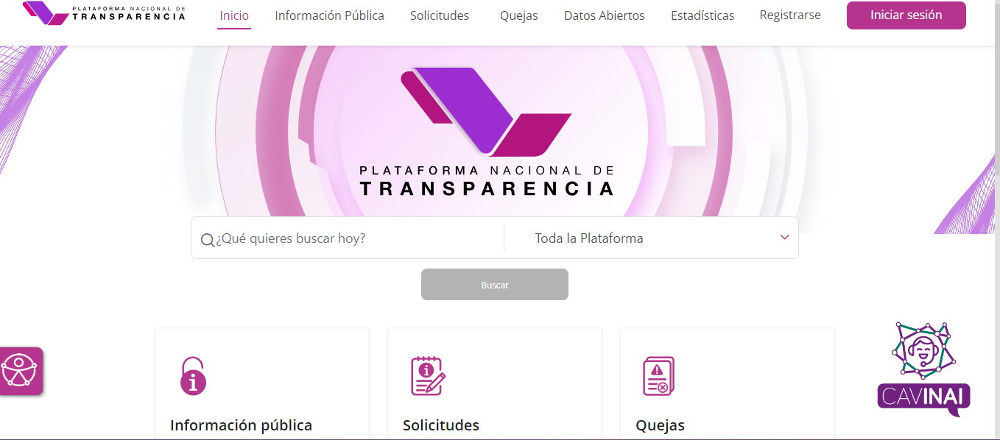 PLATAFORMA NACIONAL DE
TRANSPARENCIA
Inicio
Información Pública
Solicitudes
Quejas
Datos Abiertos
Estadísticas
Registrarse
Iniciar sesión
PLATAFORMA NACIONAL DE
TRANSPARENCIA
¿Qué quieres buscar hoy?
Toda la Plataforma
Buscar
Información pública
Solicitudes
Quejas
CAVINAI